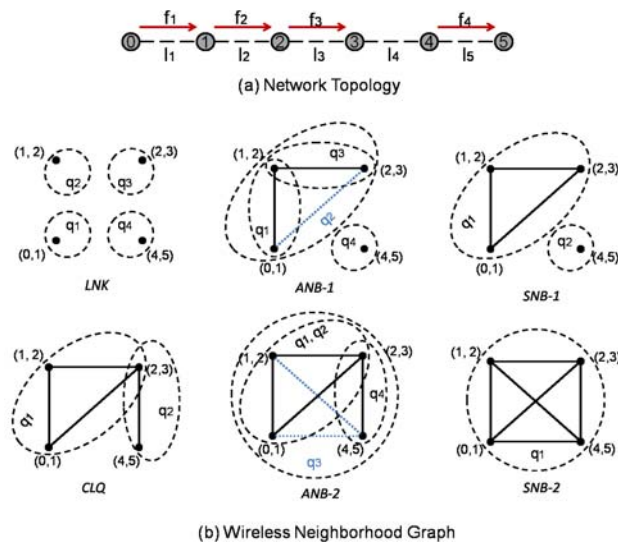 f1 f2 f3 f4
0 1 2 3 4 5
l1 l2 l3 l4 l5
(a) Network Topology
(1, 2) (2,3)
q2 q3
q1 q4
(0,1) (4,5)
LNK
(1, 2) q3 (2,3)
q2
q1 q4
(0,1) (4,5)
ANB-1
(1, 2) (2,3)
q1 q2
(0,1) (4,5)
SNB-1
(1, 2) (2,3)
q1 q2
(0,1) (4,5)
CLQ
q1, q2
(1, 2) (2,3)
q4
(0,1) (4,5)
q3
ANB-2
(1, 2) (2,3)
(0,1) q1 (4,5)
SNB-2
(b) Wireless Neighborhood Graph